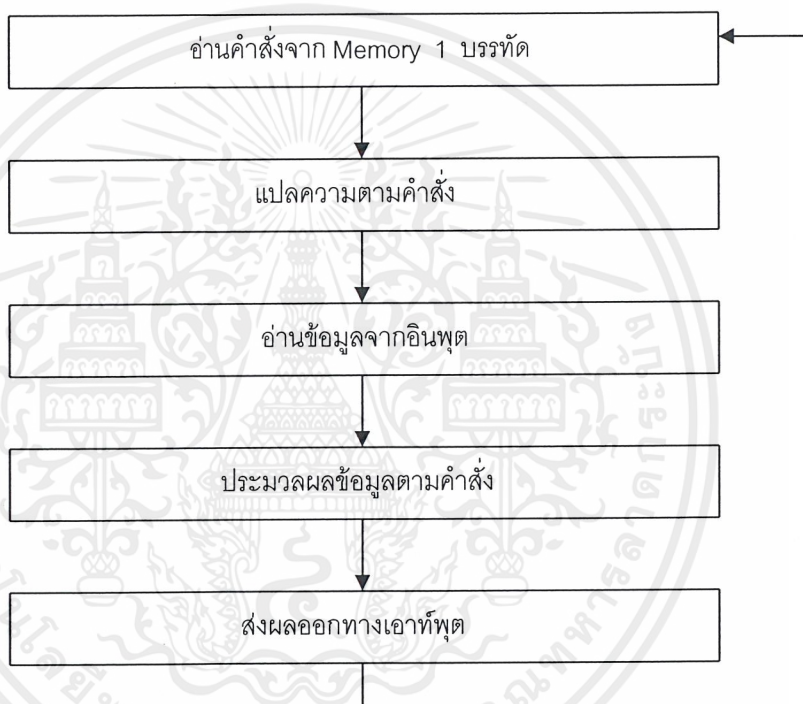 อ่านคำสั่งจาก Memory 1 บรรทัด
แปลความตามคำสั่ง
อ่านข้อมูลจากอินพุต
ประมวลผลข้อมูลตามคำสั่ง
ส่งผลออกทางเอาท์พุต